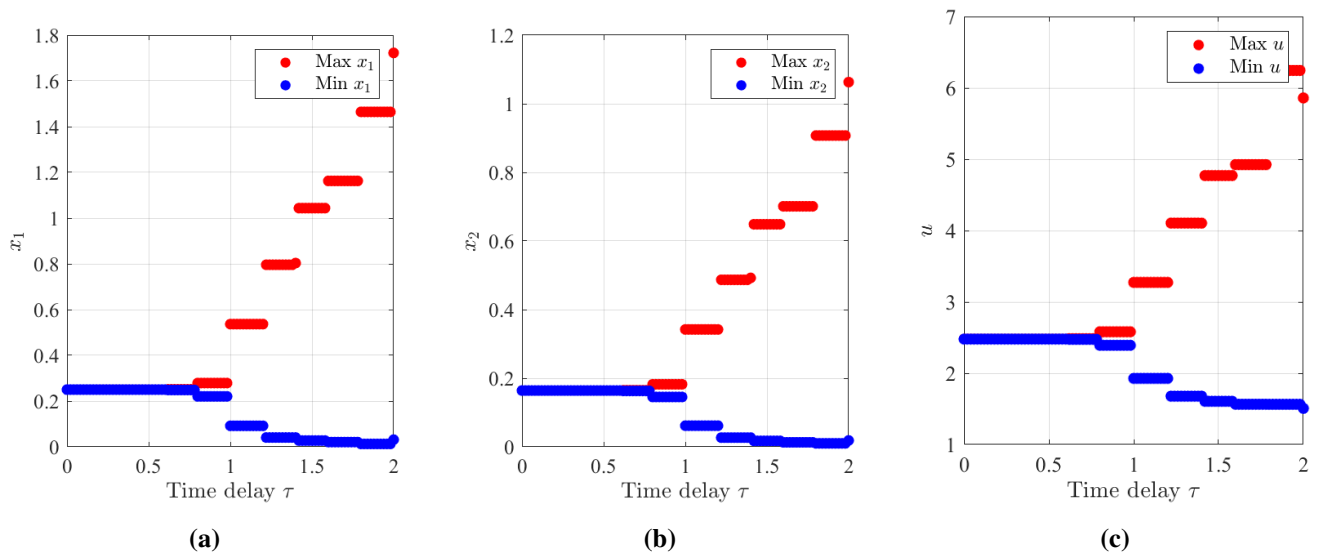 1.8
1.6
1.4
1.2
1
0.8
0.6
0.4
0.2
0
0 0.5 1 1.5 2
x₁
Time delay τ
Max x₁
Min x₁
(a)
1.2
1
0.8
0.6
0.4
0.2
0
0 0.5 1 1.5 2
x₂
Time delay τ
Max x₂
Min x₂
(b)
7
6
5
4
3
2
1
0 0.5 1 1.5 2
u
Time delay τ
Max u
Min u
(c)